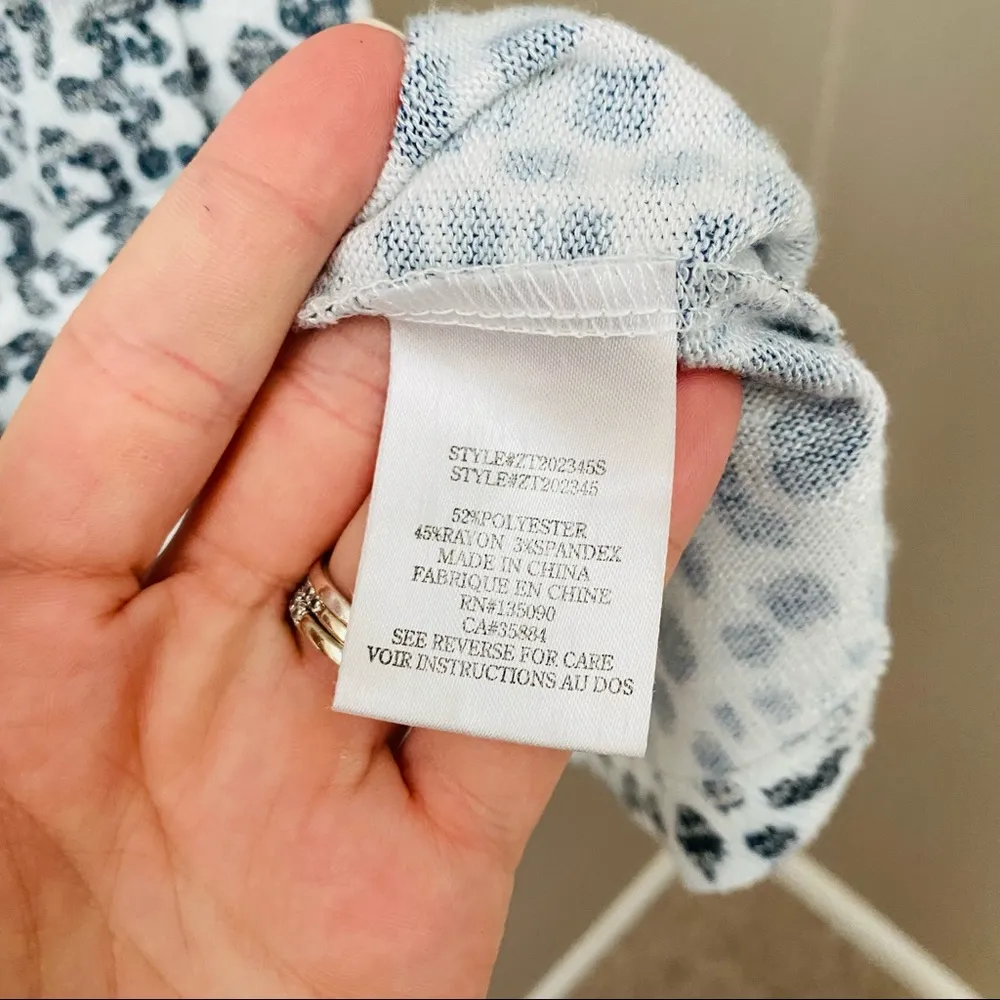 STYLE#ZT202345S
STYLE#ZT202345
52%POLYESTER
45%RAYON 3%SPANDEX
MADE IN CHINA
FABRIQUE EN CHINE
RN#135090
CA#35884
SEE REVERSE FOR CARE
VOIR INSTRUCTIONS AU DOS